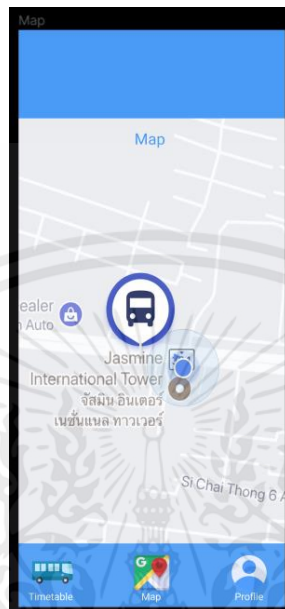 Map
Map
ealer
n Auto
Jasmine
International Tower
จัสมิน อินเตอร์
เนชั่นแนล ทาวเวอร์
Si Chai Thong 6 A
Timetable
Map
Profile